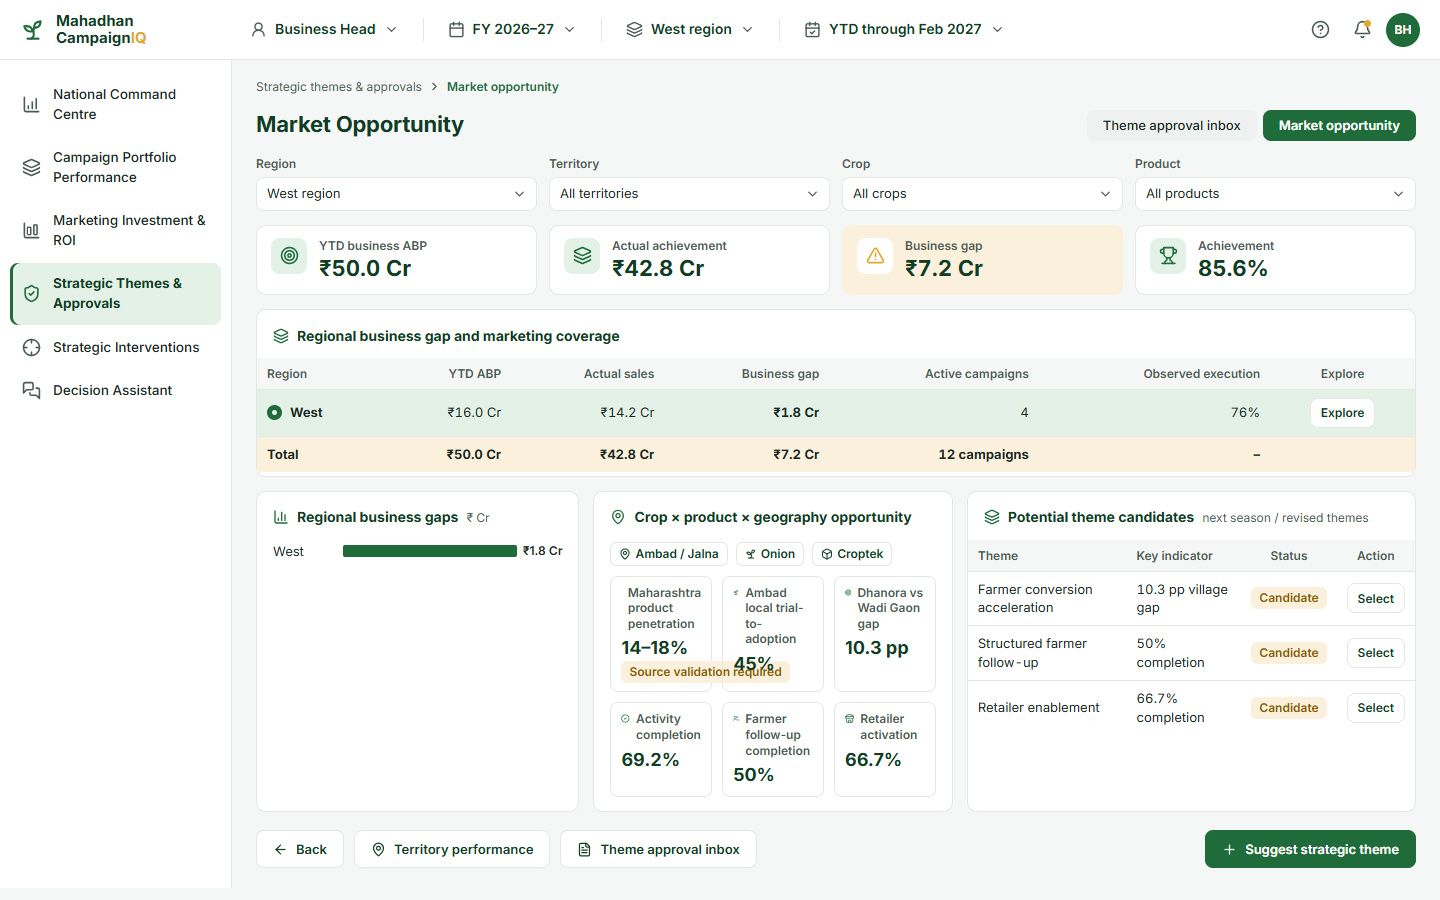 Mahadhan
CampaignIQ
Business Head
FY 2026–27
West region
YTD through Feb 2027
BH
National Command
Centre
Campaign Portfolio
Performance
Marketing Investment &
ROI
Strategic Themes &
Approvals
Strategic Interventions
Decision Assistant
Strategic themes & approvals > Market opportunity
Market Opportunity
Theme approval inbox
Market opportunity
Region
Territory
Crop
Product
West region
All territories
All crops
All products
YTD business ABP
₹50.0 Cr
Actual achievement
₹42.8 Cr
Business gap
₹7.2 Cr
Achievement
85.6%
Regional business gap and marketing coverage
Region YTD ABP Actual sales Business gap Active campaigns Observed execution Explore
West ₹16.0 Cr ₹14.2 Cr ₹1.8 Cr 4 76% Explore
Total ₹50.0 Cr ₹42.8 Cr ₹7.2 Cr 12 campaigns –
Regional business gaps ₹ Cr
West ₹1.8 Cr
Crop × product × geography opportunity
Ambad / Jalna
Onion
Croptek
Maharashtra
product
penetration
14–18%
Source validation required
Ambad
local trial-
to-
adoption
45%
Dhanora vs
Wadi Gaon
gap
10.3 pp
Activity
completion
69.2%
Farmer
follow-up
completion
50%
Retailer
activation
66.7%
Potential theme candidates next season / revised themes
Theme Key indicator Status Action
Farmer conversion
acceleration
10.3 pp village
gap
Candidate
Select
Structured farmer
follow-up
50%
completion
Candidate
Select
Retailer enablement
66.7%
completion
Candidate
Select
Back
Territory performance
Theme approval inbox
Suggest strategic theme